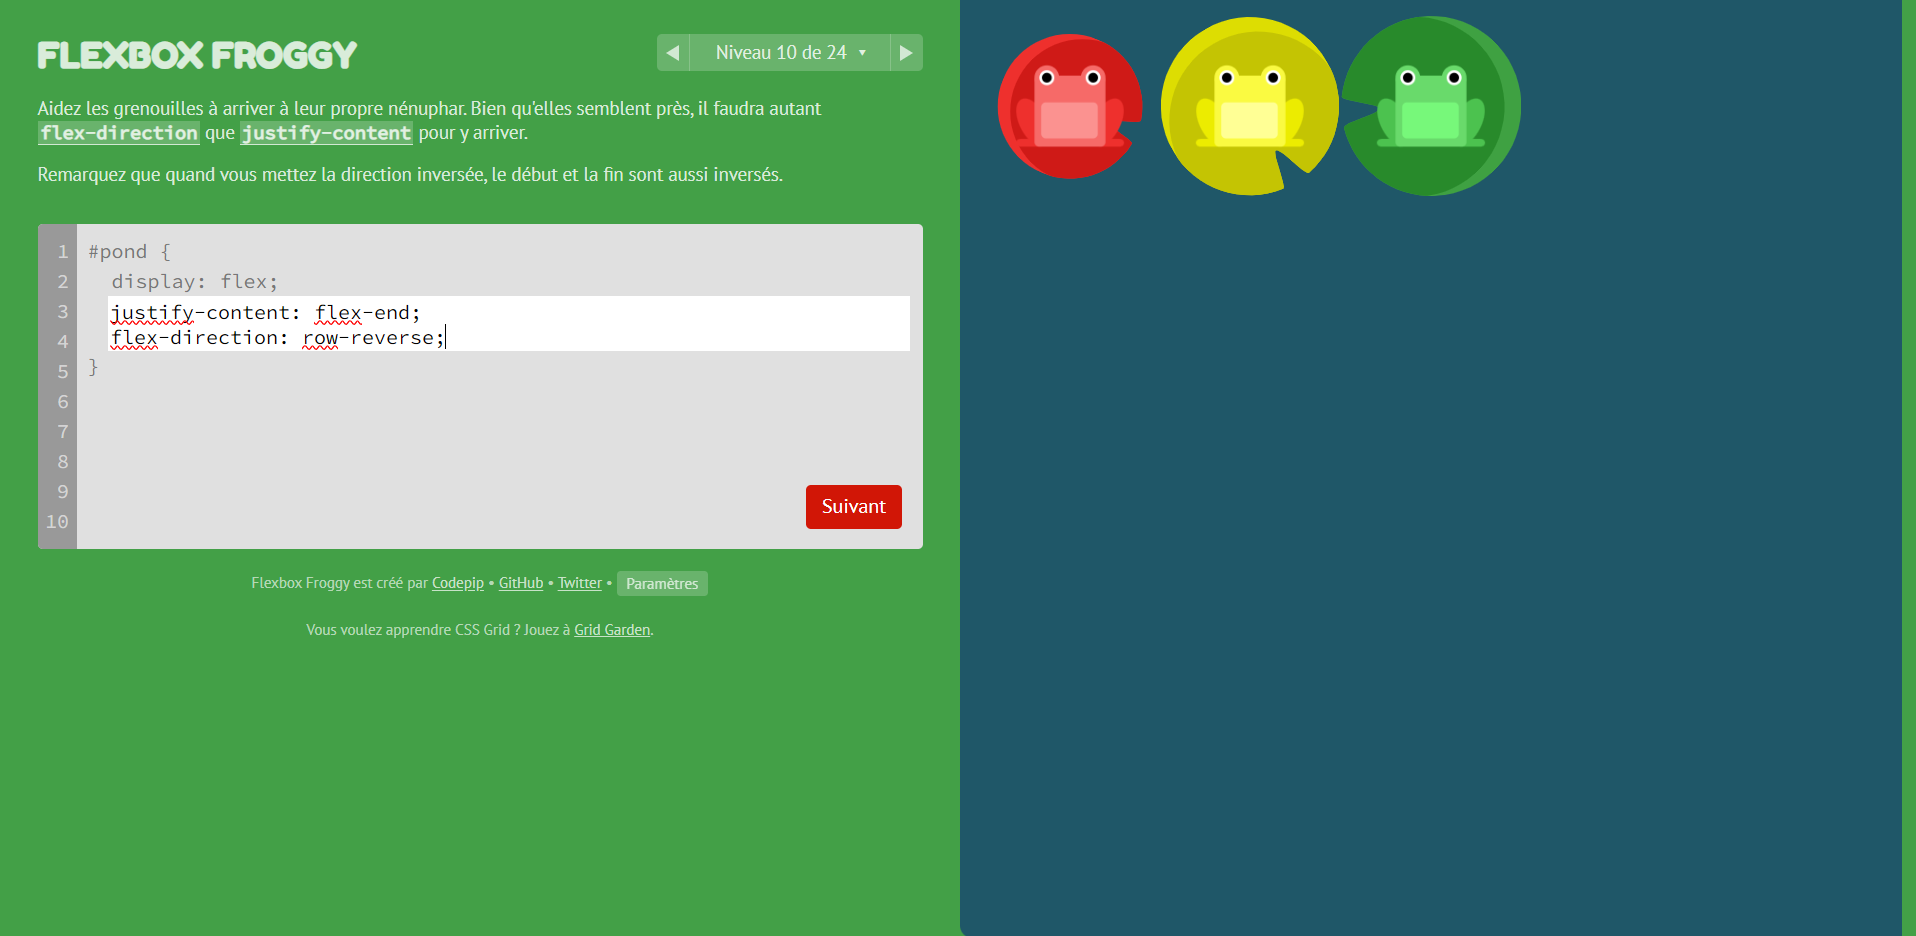 FLEXBOX FROGGY
Niveau 10 de 24
Aidez les grenouilles à arriver à leur propre nénuphar. Bien qu'elles semblent près, il faudra autant
flex-direction que justify-content pour y arriver.
Remarquez que quand vous mettez la direction inversée, le début et la fin sont aussi inversés.
1 #pond {
2 display: flex;
3 justify-content: flex-end;
4 flex-direction: row-reverse;
5 }
6
7
8
9
10
Suivant
Flexbox Froggy est créé par Codepip • GitHub • Twitter • Paramètres
Vous voulez apprendre CSS Grid ? Jouez à Grid Garden.